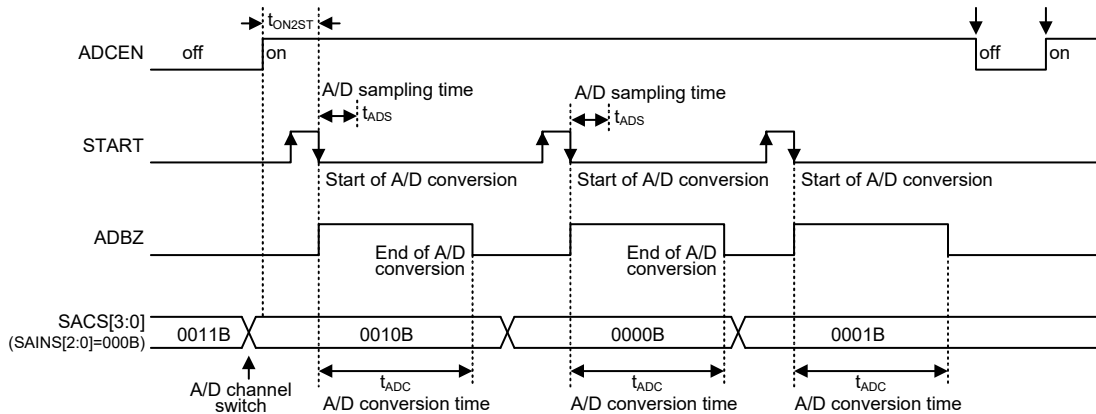 tON2ST
ADCEN
off
on
off
on
A/D sampling time
tADS
A/D sampling time
tADS
START
Start of A/D conversion
Start of A/D conversion
Start of A/D conversion
ADBZ
End of A/D
conversion
End of A/D
conversion
SACS[3:0]
(SAINS[2:0]=000B)
0011B
0010B
0000B
0001B
A/D channel
switch
tADC
A/D conversion time
tADC
A/D conversion time
tADC
A/D conversion time